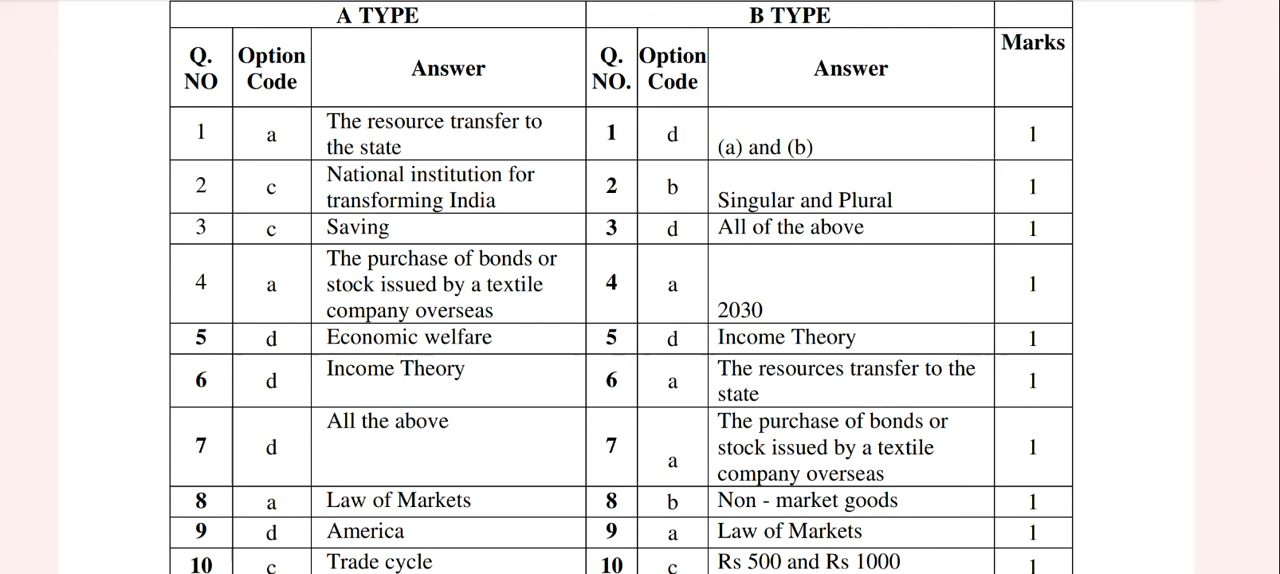 A TYPE B TYPE
Q. NO Option Code Answer Q. NO. Option Code Answer Marks
1 a The resource transfer to the state 1 d (a) and (b) 1
2 c National institution for transforming India 2 b Singular and Plural 1
3 c Saving 3 d All of the above 1
4 a The purchase of bonds or stock issued by a textile company overseas 4 a 2030 1
5 d Economic welfare 5 d Income Theory 1
6 d Income Theory 6 a The resources transfer to the state 1
7 d All the above 7 a The purchase of bonds or stock issued by a textile company overseas 1
8 a Law of Markets 8 b Non - market goods 1
9 d America 9 a Law of Markets 1
10 c Trade cycle 10 c Rs 500 and Rs 1000 1